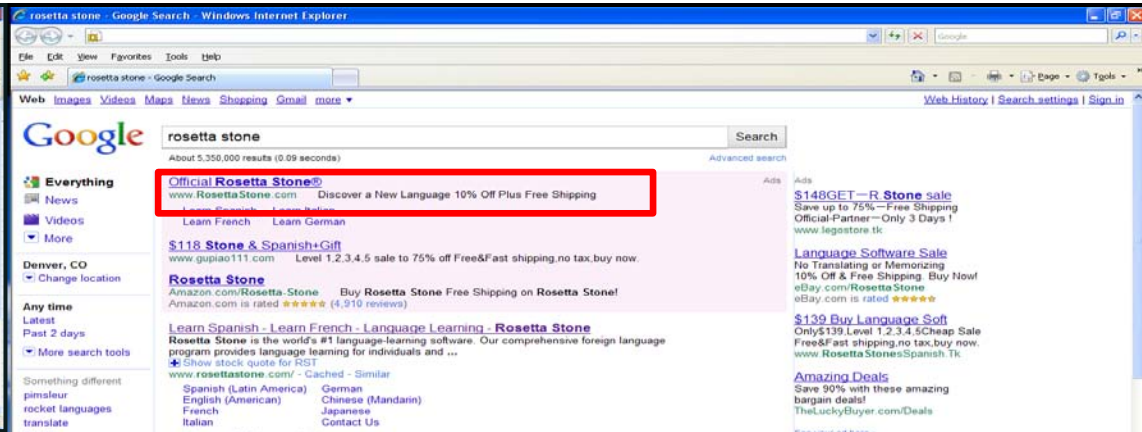 rosetta stone - Google Search - Windows Internet Explorer
Google
File Edit View Favorites Tools Help
rosetta stone - Google Search
Page Tools
Web Images Videos Maps News Shopping Gmail more
Web History | Search settings | Sign in
Google
rosetta stone
Search
About 5,350,000 results (0.09 seconds)
Advanced search
Everything
News
Videos
More
Denver, CO
Change location
Any time
Latest
Past 2 days
More search tools
Something different
pimsleur
rocket languages
translate
Official Rosetta Stone®
Ads
www.RosettaStone.com Discover a New Language 10% Off Plus Free Shipping
Learn Spanish Learn Italian
Learn French Learn German
$118 Stone & Spanish+Gift
www.gupiao111.com Level 1,2,3,4,5 sale to 75% off Free&Fast shipping,no tax,buy now.
Rosetta Stone
Amazon.com/Rosetta-Stone Buy Rosetta Stone Free Shipping on Rosetta Stone!
Amazon.com is rated ★★★★★ (4,910 reviews)
Learn Spanish - Learn French - Language Learning - Rosetta Stone
Rosetta Stone is the world's #1 language-learning software. Our comprehensive foreign language
program provides language learning for individuals and ...
Show stock quote for RST
www.rosettastone.com/ - Cached - Similar
Spanish (Latin America) German
English (American) Chinese (Mandarin)
French Japanese
Italian Contact Us
Ads
$148GET—R.Stone sale
Save up to 75%—Free Shipping
Official-Partner—Only 3 Days !
www.legostore.tk
Language Software Sale
No Translating or Memorizing
10% Off & Free Shipping. Buy Now!
eBay.com/RosettaStone
eBay.com is rated ★★★★★
$139 Buy Language Soft
Only$139,Level 1,2,3,4,5Cheap Sale
Free&Fast shipping,no tax,buy now.
www.RosettaStonesSpanish.Tk
Amazing Deals
Save 90% with these amazing
bargain deals!
TheLuckyBuyer.com/Deals